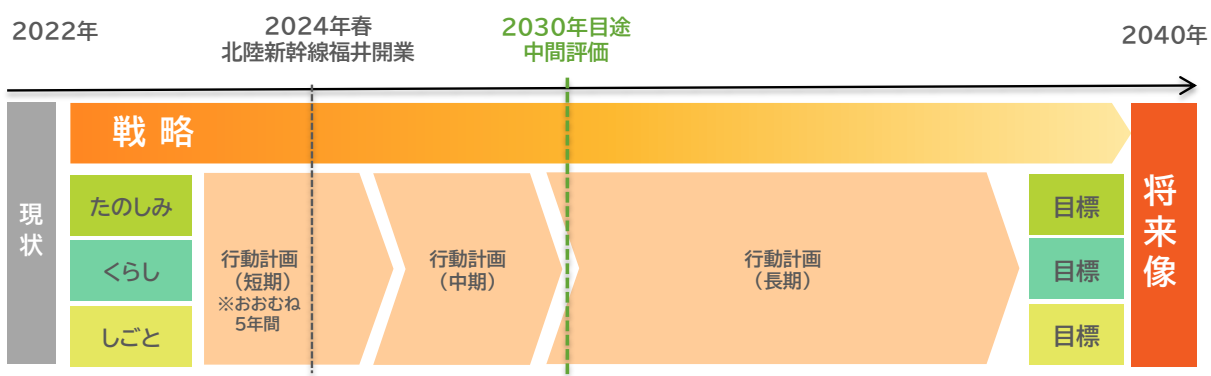 2022年
2024年春
北陸新幹線福井開業
2030年目途
中間評価
2040年
現状
戦略
たのしみ
くらし
しごと
行動計画
（短期）
※おおむね
5年間
行動計画
（中期）
行動計画
（長期）
目標
目標
目標
将来像